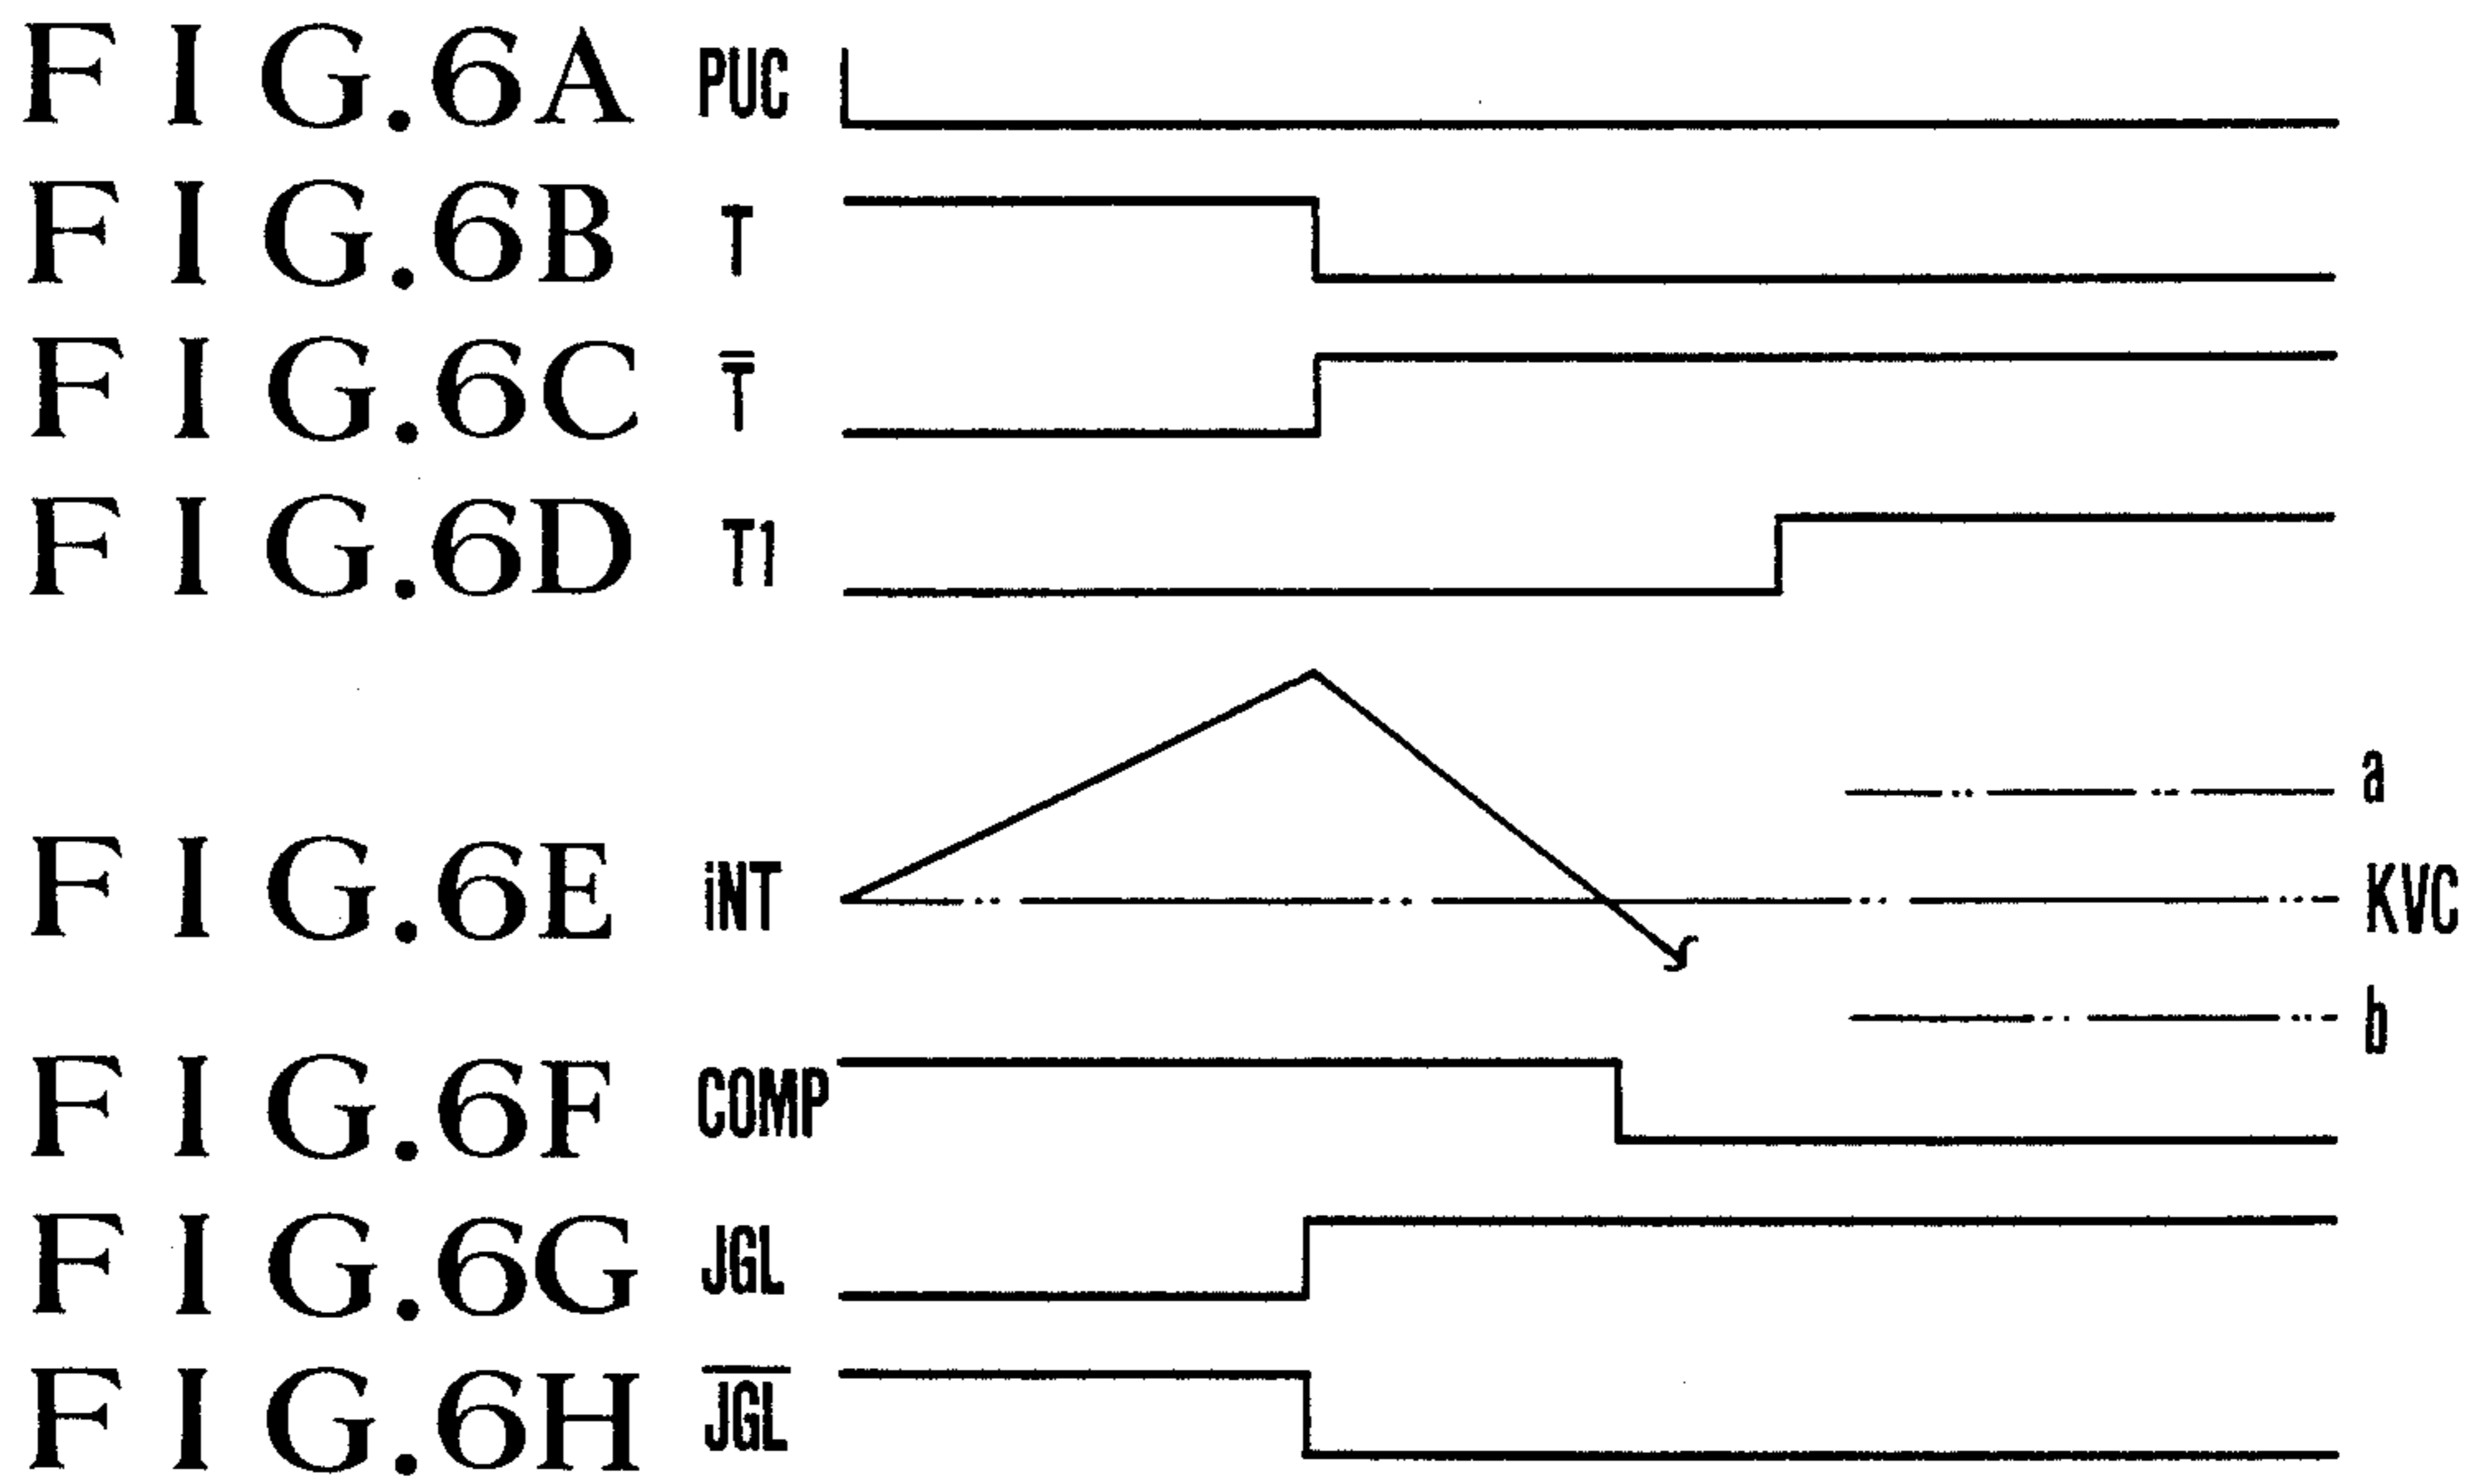 FIG.6A PUC
FIG.6B T
FIG.6C T̅
FIG.6D T1
a
FIG.6E iNT KVC
b
FIG.6F COMP
FIG.6G JGL
FIG.6H J̅G̅L̅